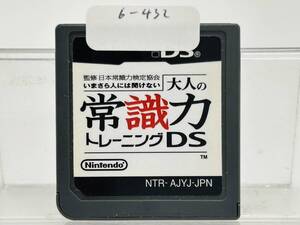 6-432
DS
監修 日本常識力検定協会
いまさら人には聞けない
大人の
常識力
トレーニングDS
Nintendo
TM
NTR-AJYJ-JPN